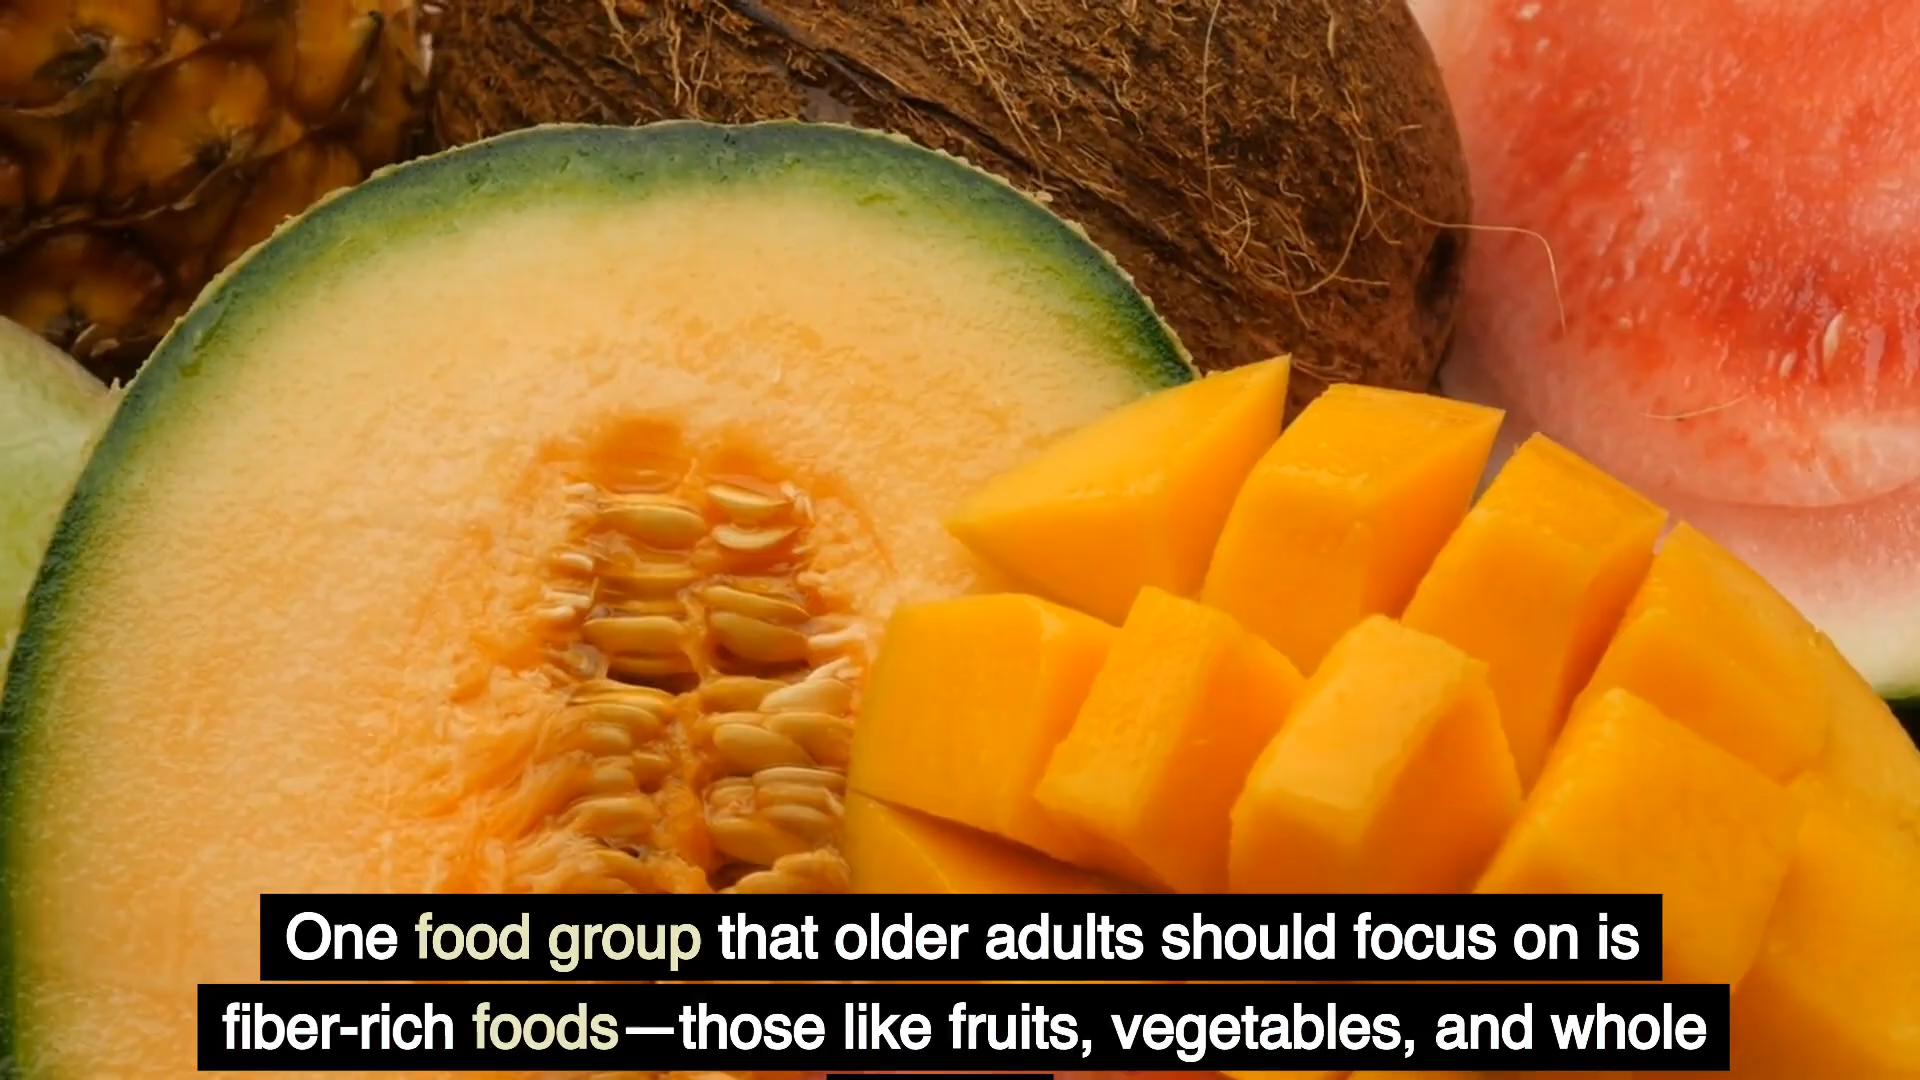 One food group that older adults should focus on is
fiber-rich foods—those like fruits, vegetables, and whole